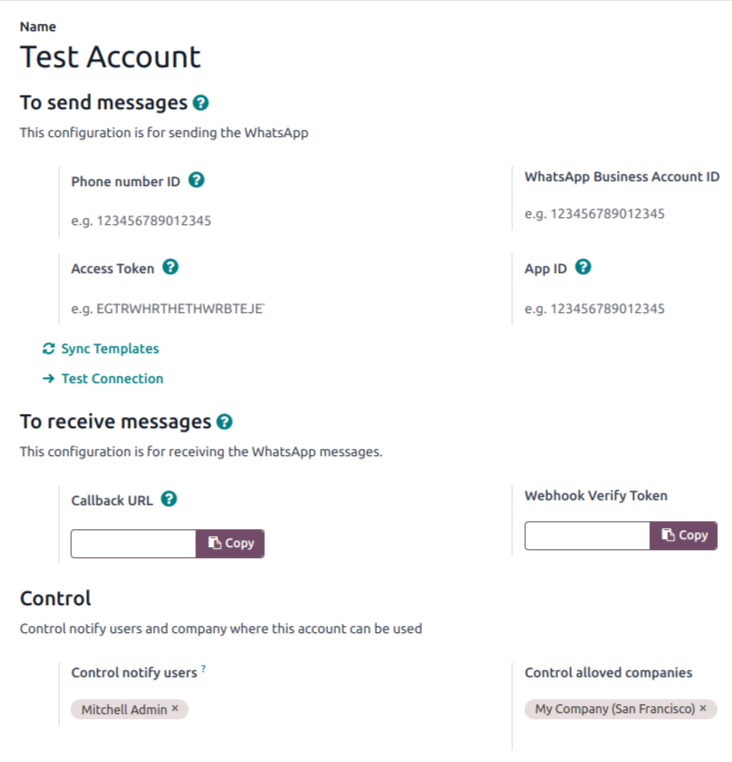 Name
Test Account
To send messages ?
This configuration is for sending the WhatsApp
Phone number ID ?
WhatsApp Business Account ID
e.g. 123456789012345
e.g. 123456789012345
Access Token ?
App ID ?
e.g. EGTRWHRTHETHWRBTEJE
e.g. 123456789012345
Sync Templates
Test Connection
To receive messages ?
This configuration is for receiving the WhatsApp messages.
Callback URL ?
Webhook Verify Token
Copy
Copy
Control
Control notify users and company where this account can be used
Control notify users ?
Control alloved companies
Mitchell Admin ×
My Company (San Francisco) ×